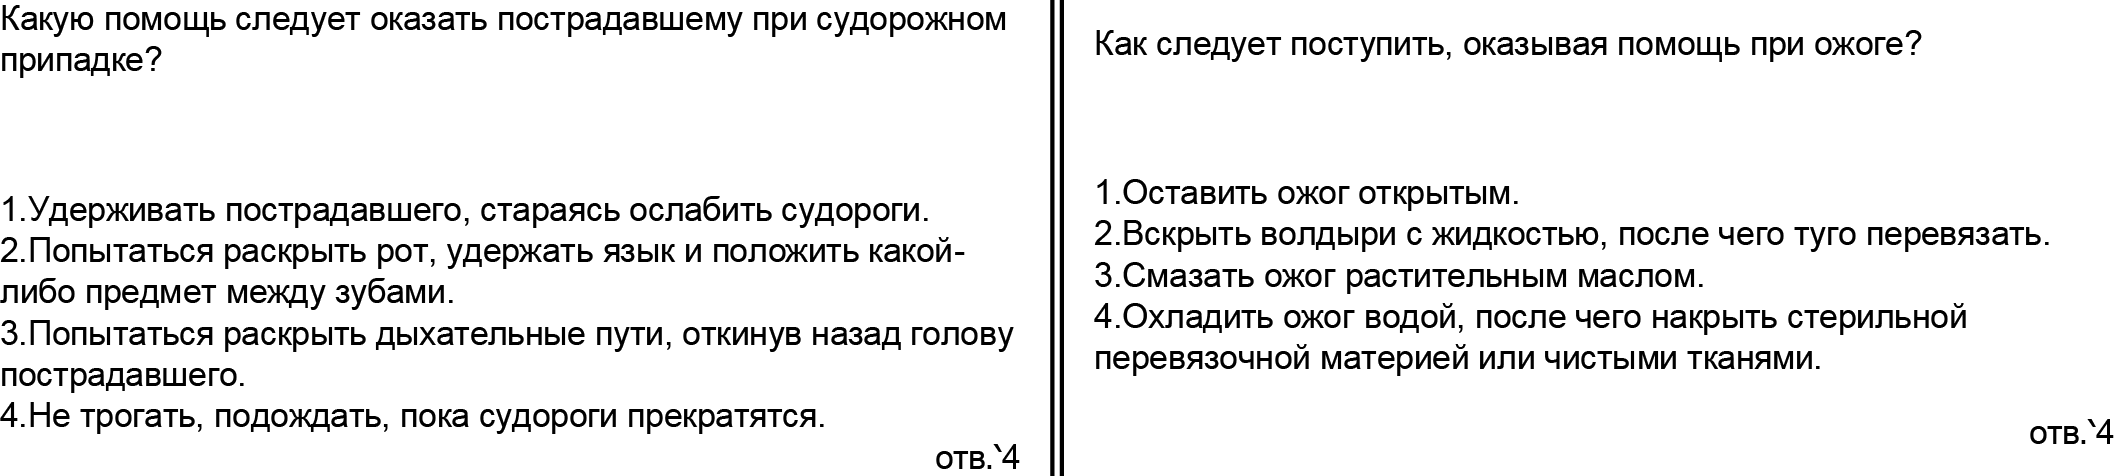 Какую помощь следует оказать пострадавшему при судорожном
припадке?
1.Удерживать пострадавшего, стараясь ослабить судороги.
2.Попытаться раскрыть рот, удержать язык и положить какой-
либо предмет между зубами.
3.Попытаться раскрыть дыхательные пути, откинув назад голову
пострадавшего.
4.Не трогать, подождать, пока судороги прекратятся.
отв.`4
Как следует поступить, оказывая помощь при ожоге?
1.Оставить ожог открытым.
2.Вскрыть волдыри с жидкостью, после чего туго перевязать.
3.Смазать ожог растительным маслом.
4.Охладить ожог водой, после чего накрыть стерильной
перевязочной материей или чистыми тканями.
отв.`4